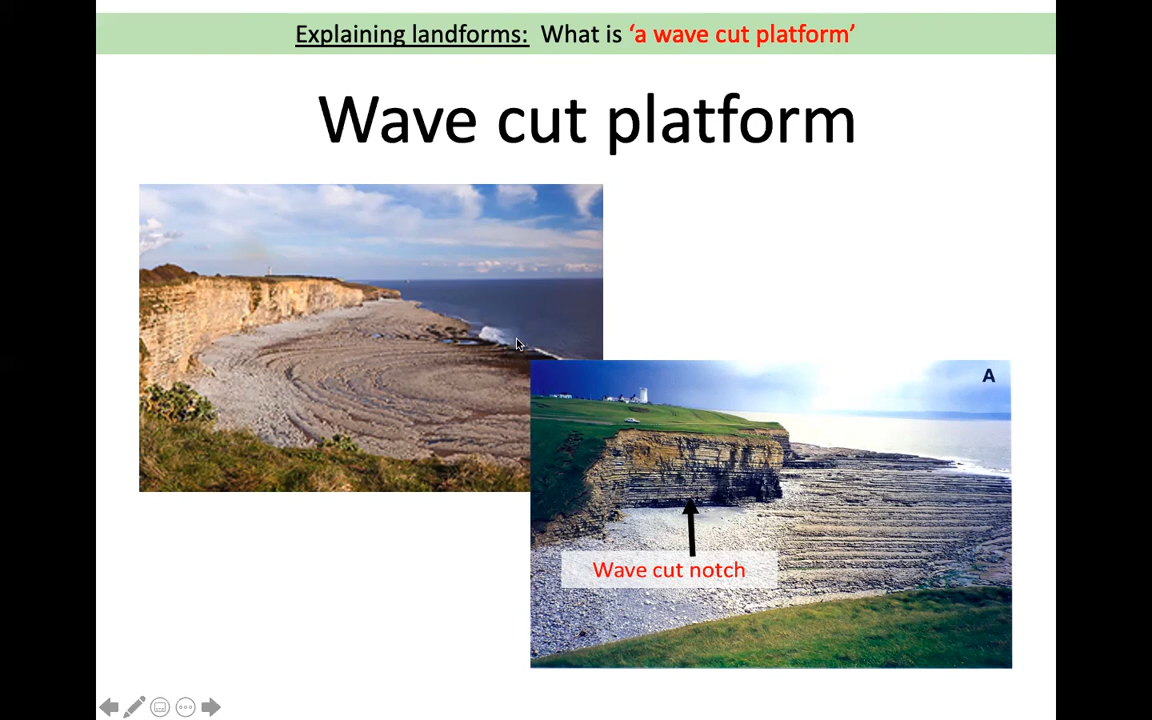 Explaining landforms: What is ‘a wave cut platform’
Wave cut platform
A
Wave cut notch